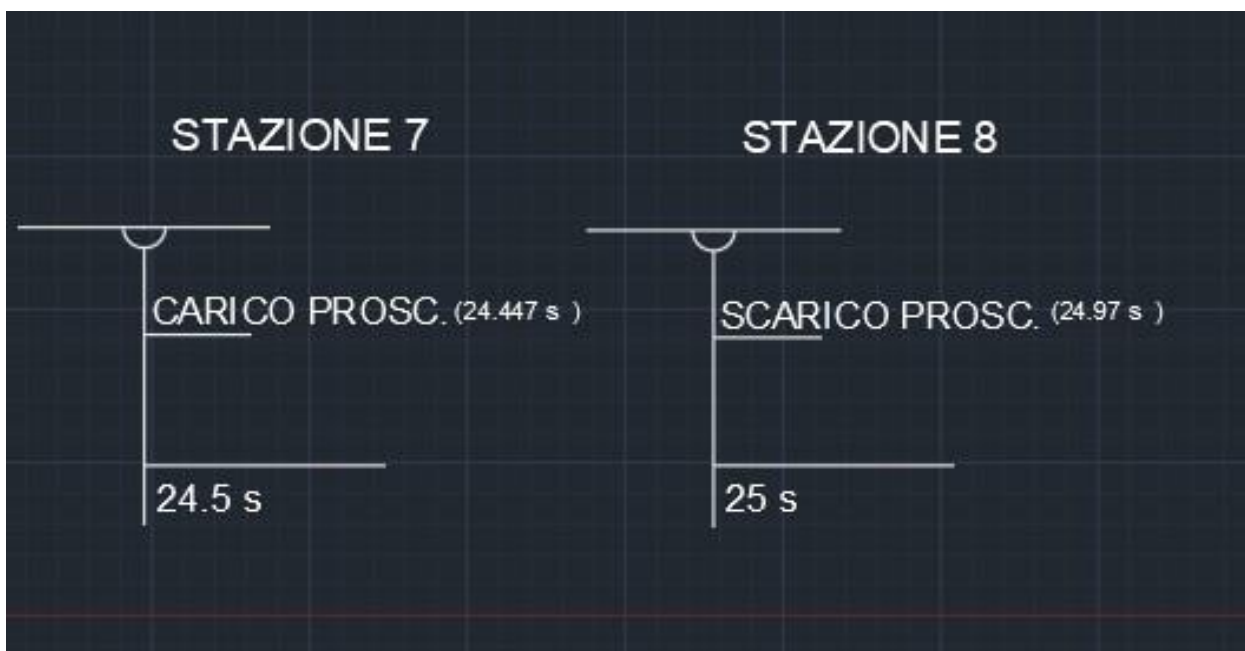 STAZIONE 7
STAZIONE 8
CARICO PROSC. (24.447 s )
SCARICO PROSC. (24.97 s )
24.5 s
25 s